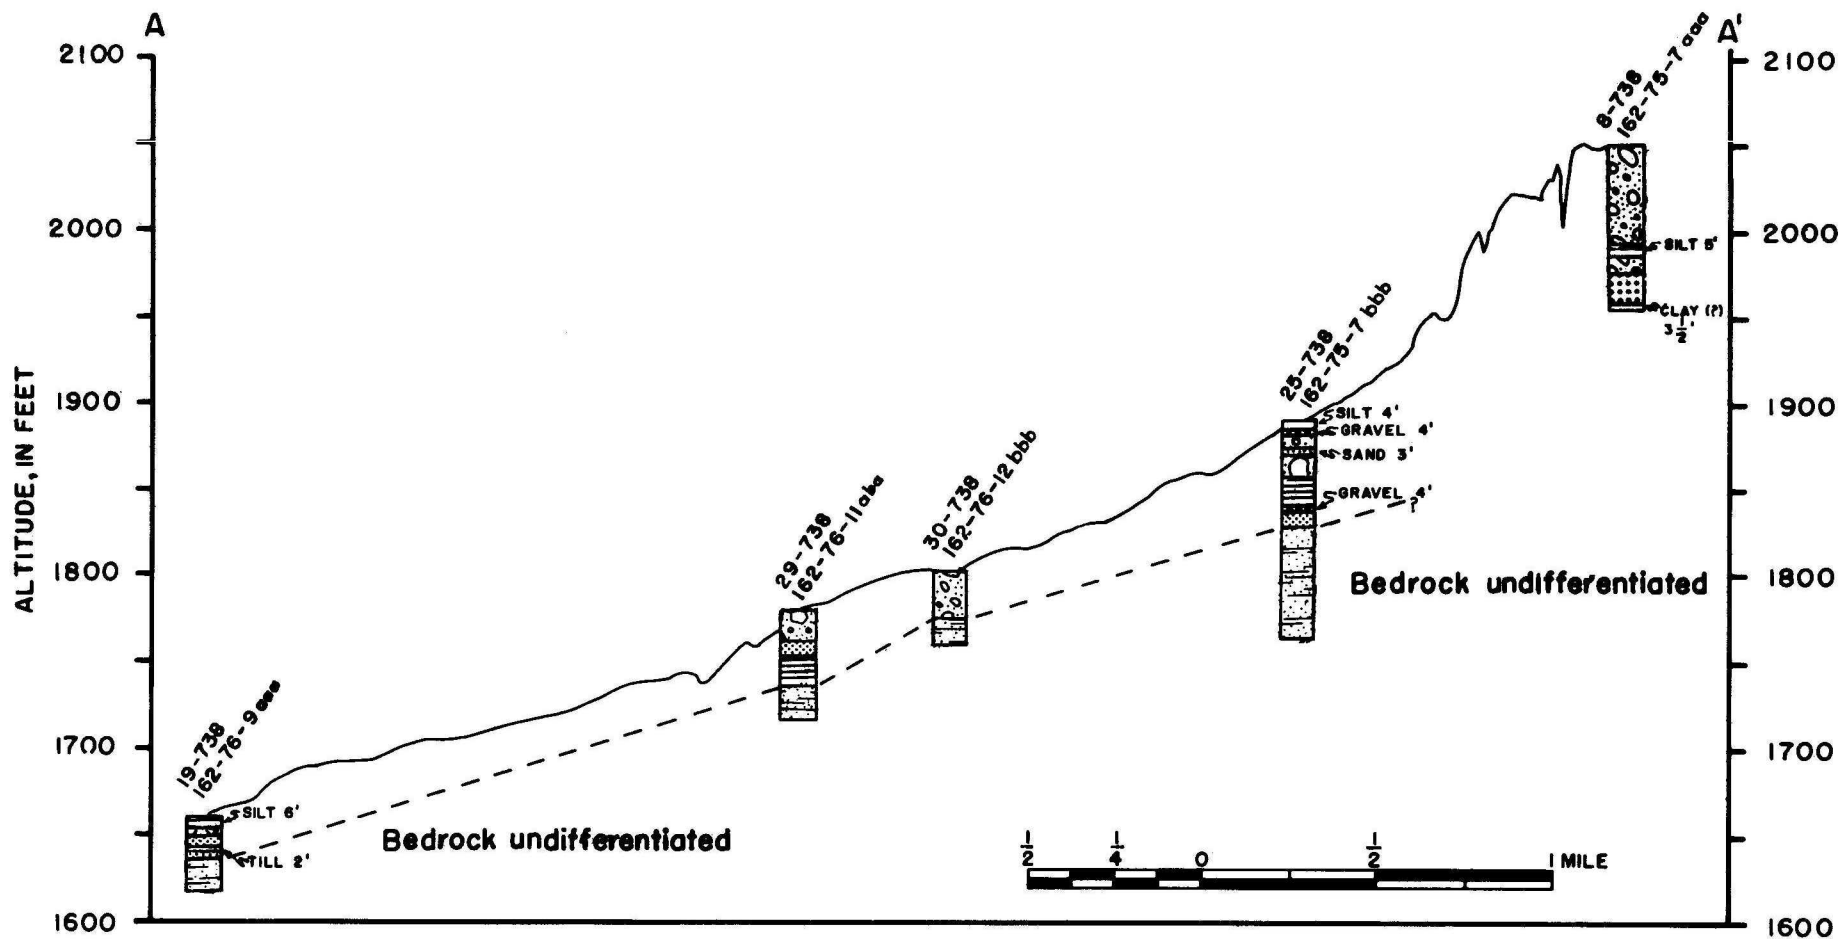 A
A'
2100
2000
1900
1800
1700
1600
ALTITUDE, IN FEET
2100
2000
1900
1800
1700
1600
19-738
162-76-9 aaa
SILT 6'
TILL 2'
29-738
162-76-11 aba
30-738
162-76-12 bbb
25-738
162-75-7 bbb
SILT 4'
GRAVEL 4'
SAND 3'
GRAVEL 4'
?
8-738
162-75-7 aaa
SILT 5'
CLAY (?)
3 1/2'
Bedrock undifferentiated
Bedrock undifferentiated
1/2 1/4 0 1/2 1 MILE